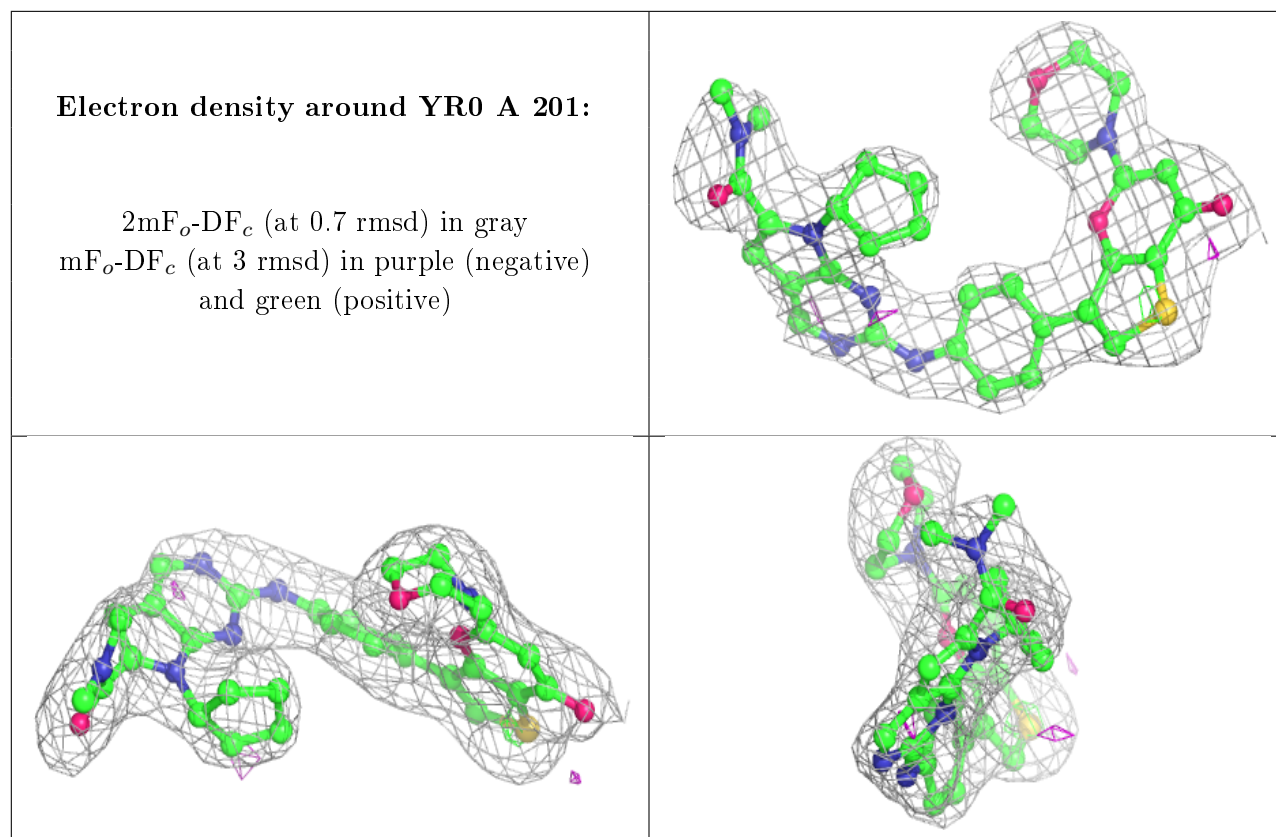 Electron density around YR0 A 201:
2mFₒ-DF𝒸 (at 0.7 rmsd) in gray
mFₒ-DF𝒸 (at 3 rmsd) in purple (negative)
and green (positive)